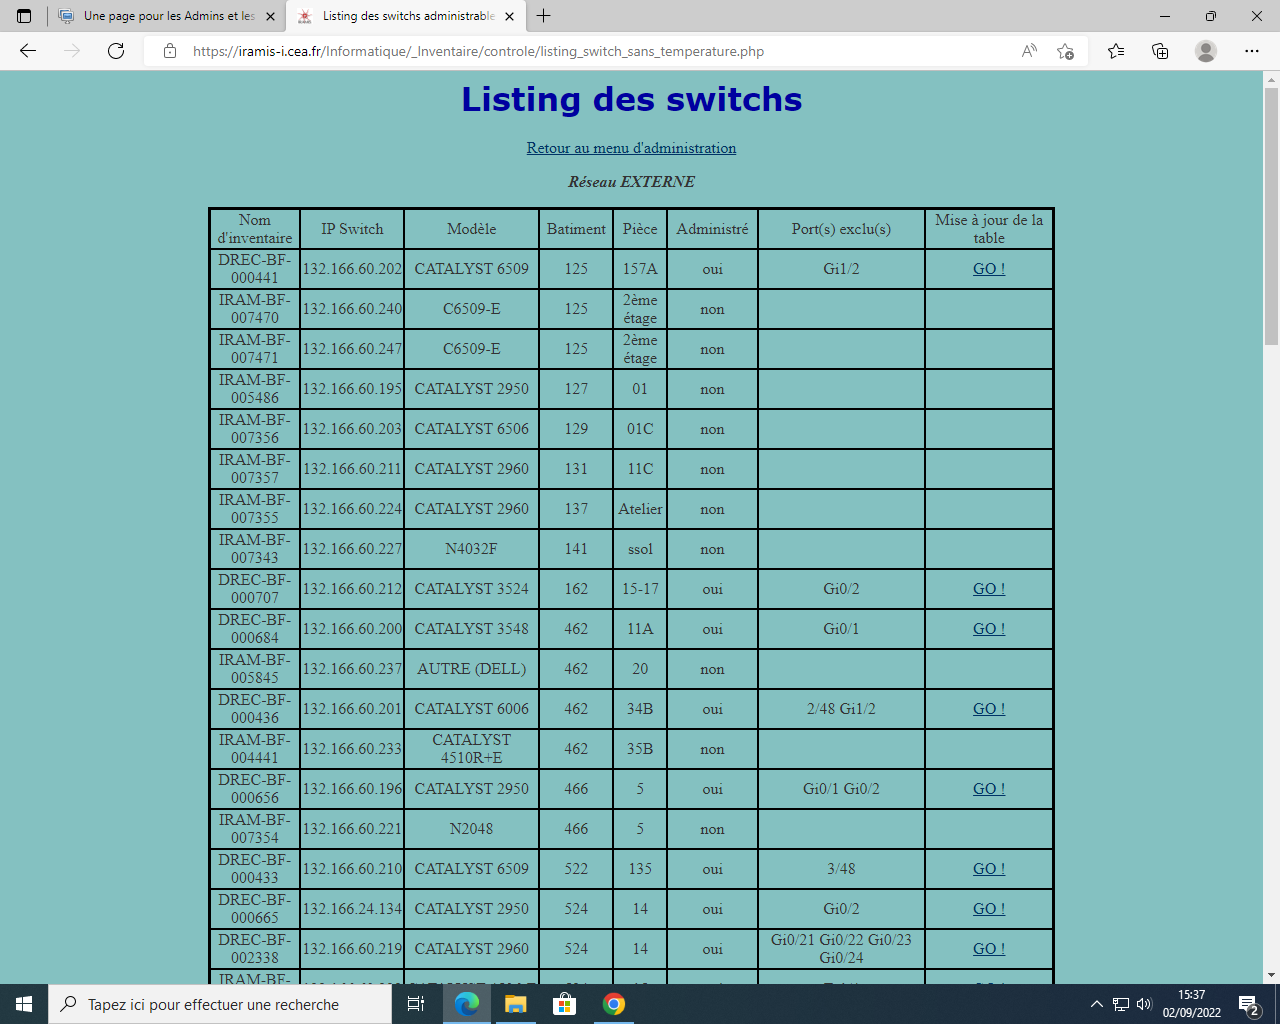 Une page pour les Admins et les
Listing des switchs administrable
https://iramis-i.cea.fr/Informatique/_Inventaire/controle/listing_switch_sans_temperature.php
Listing des switchs
Retour au menu d'administration
Réseau EXTERNE
Nom d'inventaire IP Switch Modèle Batiment Pièce Administré Port(s) exclu(s) Mise à jour de la table
DREC-BF-000441 132.166.60.202 CATALYST 6509 125 157A oui Gi1/2 GO !
IRAM-BF-007470 132.166.60.240 C6509-E 125 2ème étage non
IRAM-BF-007471 132.166.60.247 C6509-E 125 2ème étage non
IRAM-BF-005486 132.166.60.195 CATALYST 2950 127 01 non
IRAM-BF-007356 132.166.60.203 CATALYST 6506 129 01C non
IRAM-BF-007357 132.166.60.211 CATALYST 2960 131 11C non
IRAM-BF-007355 132.166.60.224 CATALYST 2960 137 Atelier non
IRAM-BF-007343 132.166.60.227 N4032F 141 ssol non
DREC-BF-000707 132.166.60.212 CATALYST 3524 162 15-17 oui Gi0/2 GO !
DREC-BF-000684 132.166.60.200 CATALYST 3548 462 11A oui Gi0/1 GO !
IRAM-BF-005845 132.166.60.237 AUTRE (DELL) 462 20 non
DREC-BF-000436 132.166.60.201 CATALYST 6006 462 34B oui 2/48 Gi1/2 GO !
IRAM-BF-004441 132.166.60.233 CATALYST 4510R+E 462 35B non
DREC-BF-000656 132.166.60.196 CATALYST 2950 466 5 oui Gi0/1 Gi0/2 GO !
IRAM-BF-007354 132.166.60.221 N2048 466 5 non
DREC-BF-000433 132.166.60.210 CATALYST 6509 522 135 oui 3/48 GO !
DREC-BF-000665 132.166.24.134 CATALYST 2950 524 14 oui Gi0/2 GO !
DREC-BF-002338 132.166.60.219 CATALYST 2960 524 14 oui Gi0/21 Gi0/22 Gi0/23 Gi0/24 GO !
IRAM-BF-
Tapez ici pour effectuer une recherche
15:37
02/09/2022
2